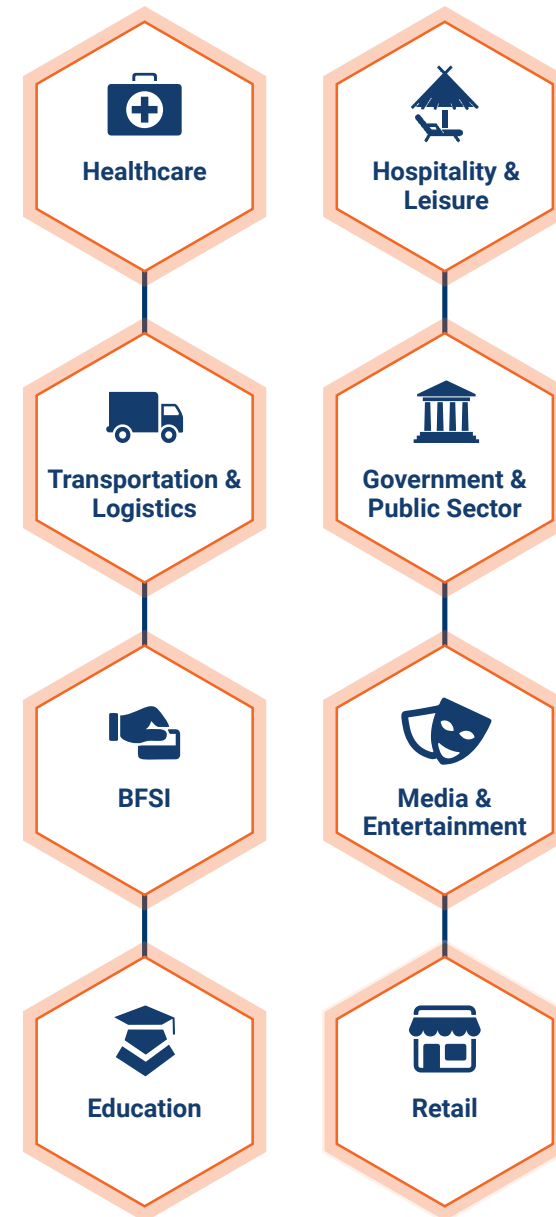 Healthcare
Hospitality &
Leisure
Transportation &
Logistics
Government &
Public Sector
BFSI
Media &
Entertainment
Education
Retail